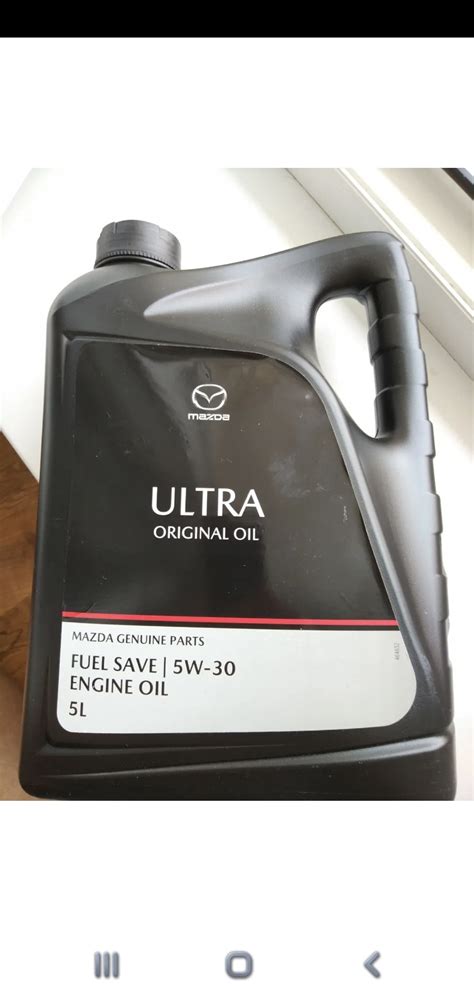 mazda
ULTRA
ORIGINAL OIL
MAZDA GENUINE PARTS
FUEL SAVE | 5W-30
ENGINE OIL
5L